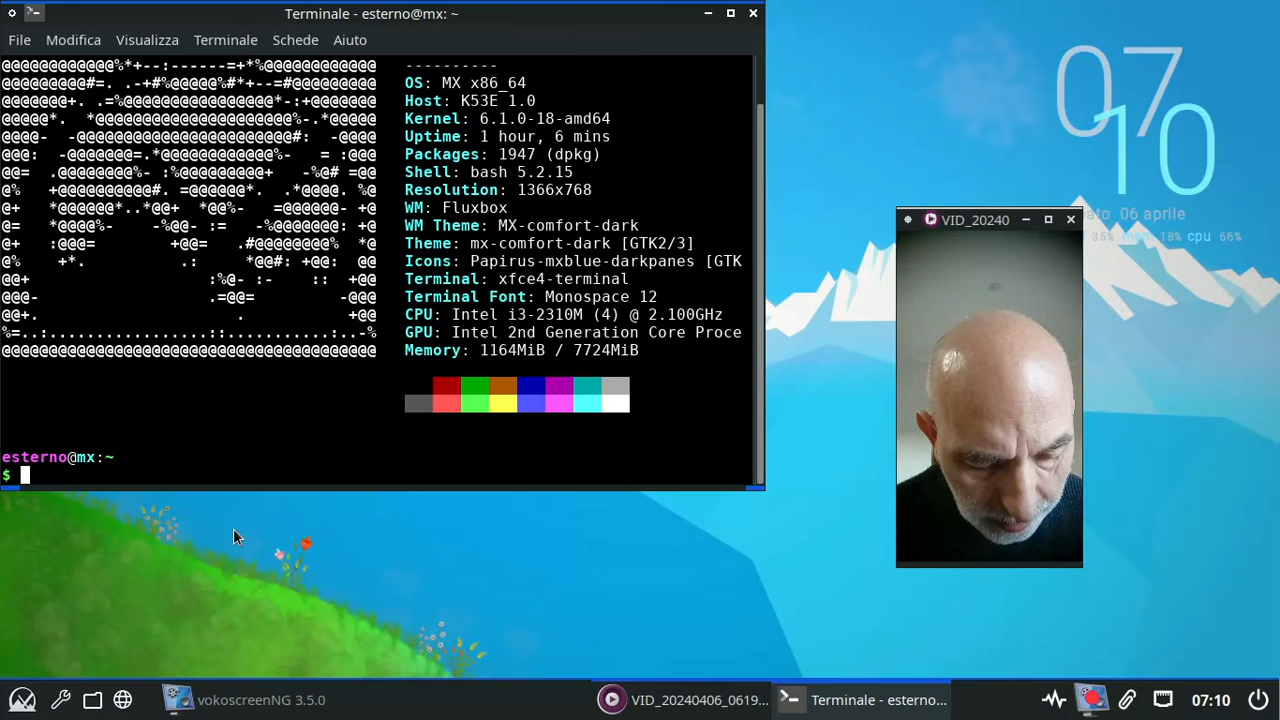 Terminale - esterno@mx: ~
File Modifica Visualizza Terminale Schede Aiuto
----------
OS: MX x86_64
Host: K53E 1.0
Kernel: 6.1.0-18-amd64
Uptime: 1 hour, 6 mins
Packages: 1947 (dpkg)
Shell: bash 5.2.15
Resolution: 1366x768
WM: Fluxbox
WM Theme: MX-comfort-dark
Theme: mx-comfort-dark [GTK2/3]
Icons: Papirus-mxblue-darkpanes [GTK
Terminal: xfce4-terminal
Terminal Font: Monospace 12
CPU: Intel i3-2310M (4) @ 2.100GHz
GPU: Intel 2nd Generation Core Proce
Memory: 1164MiB / 7724MiB
esterno@mx:~
$
07
10
ato, 06 aprile
35% mem 18% cpu 66%
VID_20240
vokoscreenNG 3.5.0
VID_20240406_0619...
Terminale - esterno...
07:10